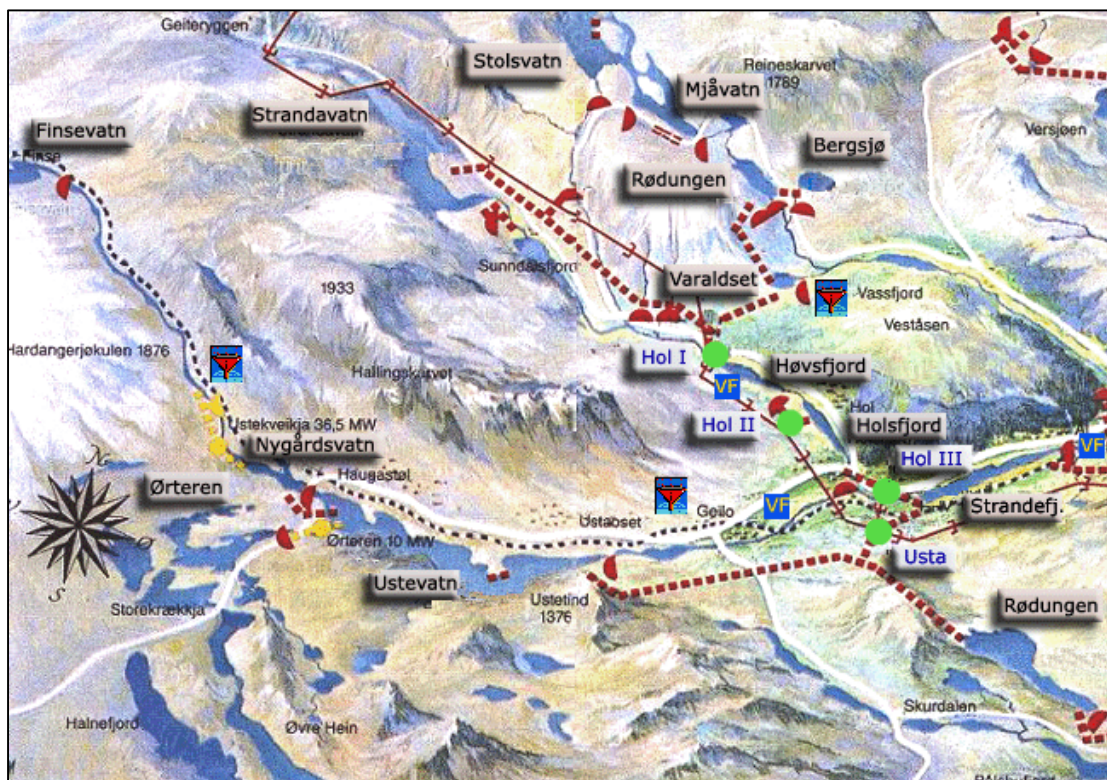 Geiteryggen
Stolsvatn
Reineskarvet
1789
Mjåvatn
Strandavatn
Versjøen
Finsevatn
Finse
Bergsjø
Rødungen
Sunndalsfjord
Varaldset
1933
Vassfjord
Veståsen
Hardangerjøkulen 1876
Hol I
Høvsfjord
Hallingskarvet
VF
Hol
Ustekveikja 36,5 MW
Hol II
Holsfjord
Nygårdsvatn
VF
Hol III
Haugastøl
Ørteren
N
Ø
S
Ustaoset
Geilo
VF
Strandefj.
Ørteren 10 MW
Usta
Ustevatn
Ustetind
1376
Storekrækkja
Rødungen
Skurdalen
Halnefjord
Øvre Hein